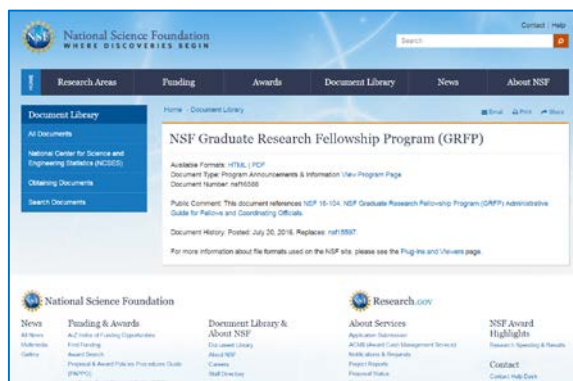 Contact | Help
NSF
National Science Foundation
WHERE DISCOVERIES BEGIN
Search
HOME
Research Areas
Funding
Awards
Document Library
News
About NSF
Document Library
All Documents
National Center for Science and
Engineering Statistics (NCSES)
Obtaining Documents
Search Documents
Home Document Library
Email Print Share
NSF Graduate Research Fellowship Program (GRFP)
Available Formats: HTML | PDF
Document Type: Program Announcements & Information View Program Page
Document Number: nsf16588
Public Comment: This document references NSF 16-104, NSF Graduate Research Fellowship Program (GRFP) Administrative
Guide for Fellows and Coordinating Officials.
Document History: Posted: July 20, 2016. Replaces: nsf15597.
For more information about file formats used on the NSF site, please see the Plug-ins and Viewers page.
National Science Foundation
News
All News
Multimedia
Gallery
Funding & Awards
A-Z Index of Funding Opportunities
Find Funding
Award Search
Proposal & Award Policies Procedures Guide
(PAPPG)
Document Library &
About NSF
Document Library
About NSF
Careers
Staff Directory
Research.gov
About Services
Application Submission
ACM$ (Award Cash Management $ervice)
Notifications & Requests
Project Reports
Proposal Status
NSF Award
Highlights
Research Spending & Results
Contact
Contact Help Desk